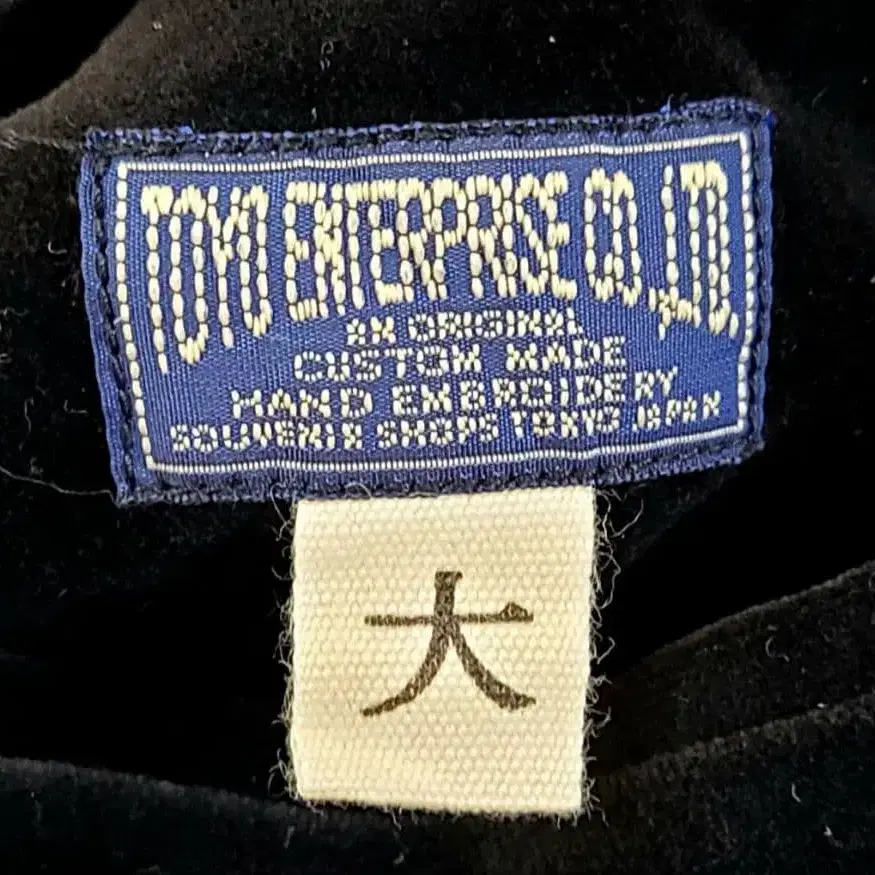 TOYO ENTERPRISE CO.,LTD.
AN ORIGINAL
CUSTOM MADE
HAND EMBROIDERY
SOUVENIR SHOPS TOKYO JAPAN
大